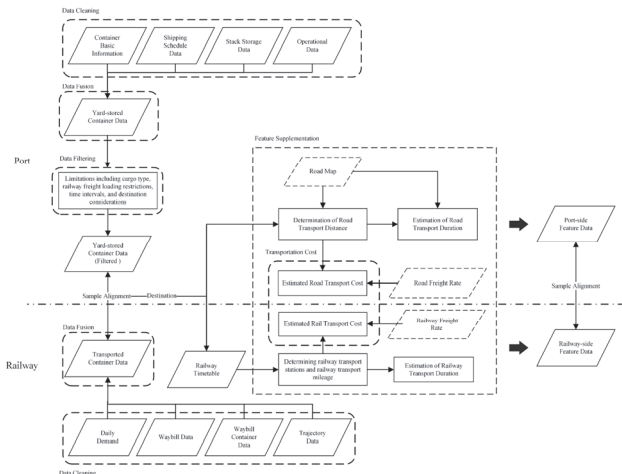 Data Cleaning
Container
Basic
Information
Shipping
Schedule
Data
Stack Storage
Data
Operational
Data
Data Fusion
Yard-stored
Container Data
Port
Data Filtering
Limitations including cargo type,
railway freight loading restrictions,
time intervals, and destination
considerations
Yard-stored
Container Data
(Filtered )
Feature Supplementation
Road Map
Determination of Road
Transport Distance
Estimation of Road
Transport Duration
Transportation Cost
Estimated Road Transport Cost
Road Freight Rate
Port-side
Feature Data
Sample Alignment
Destination
Sample Alignment
Estimated Rail Transport Cost
Railway Freight
Rate
Data Fusion
Transported
Container Data
Railway
Railway
Timetable
Determining railway transport
stations and railway transport
mileage
Estimation of Railway
Transport Duration
Railway-side
Feature Data
Daily
Demand
Waybill Data
Waybill
Container
Data
Trajectory
Data
Data Cleaning